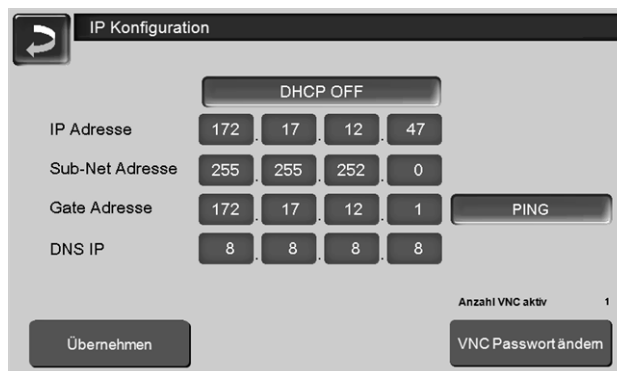 IP Konfiguration
DHCP OFF
IP Adresse 172 . 17 . 12 . 47
Sub-Net Adresse 255 . 255 . 252 . 0
Gate Adresse 172 . 17 . 12 . 1 PING
DNS IP 8 . 8 . 8 . 8
Anzahl VNC aktiv 1
Übernehmen VNC Passwort ändern